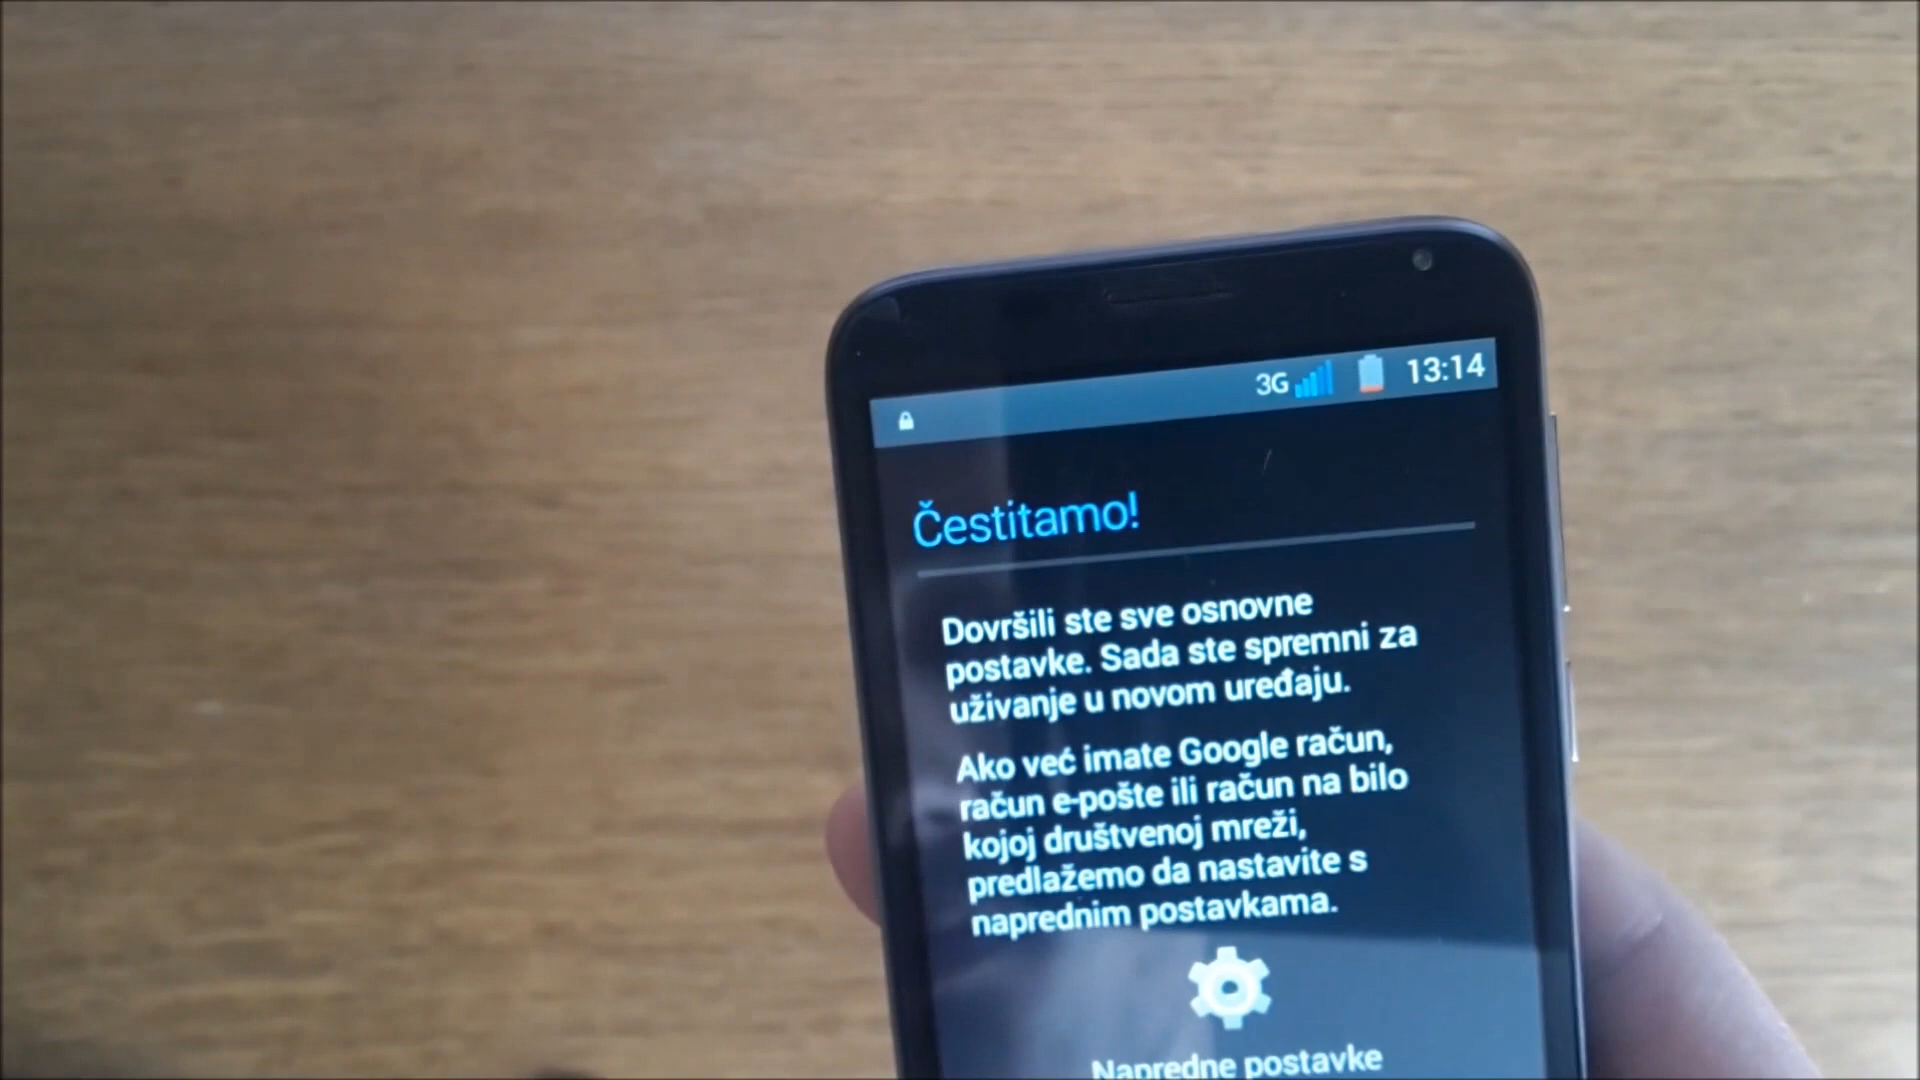 3G 13:14
Čestitamo!
Dovršili ste sve osnovne
postavke. Sada ste spremni za
uživanje u novom uređaju.
Ako već imate Google račun,
račun e-pošte ili račun na bilo
kojoj društvenoj mreži,
predlažemo da nastavite s
naprednim postavkama.
Napredne postavke